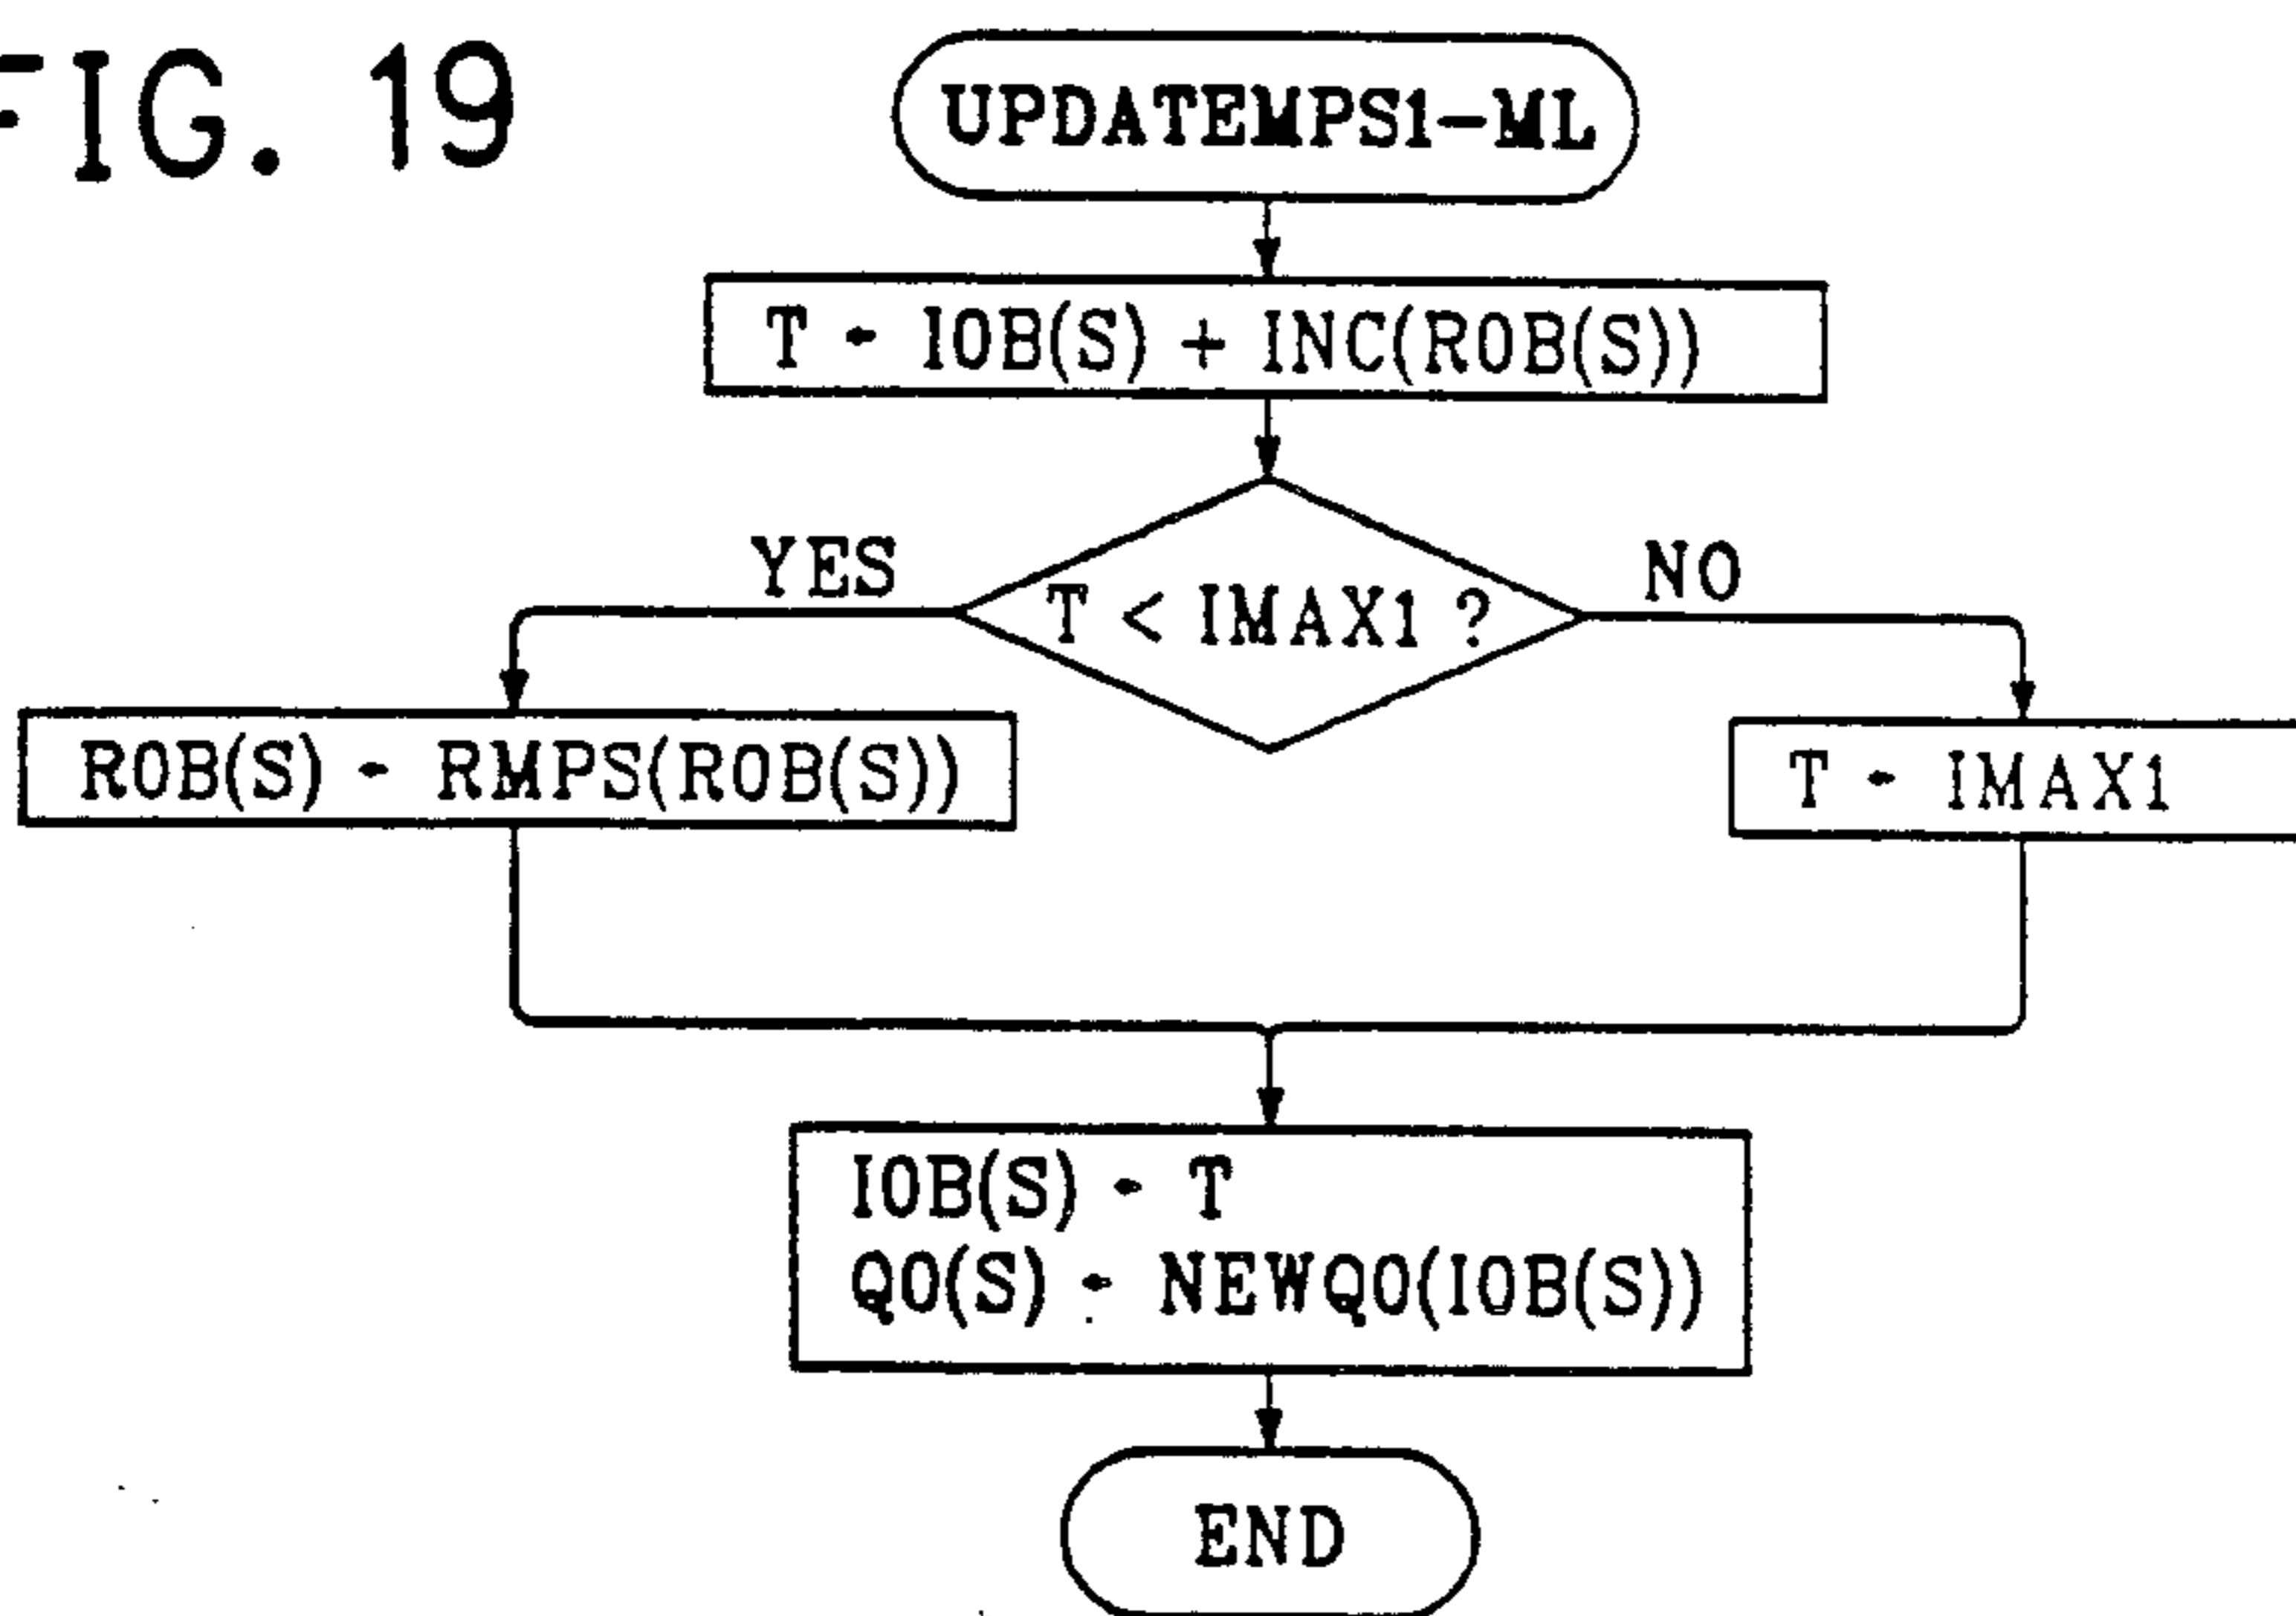 FIG. 19
UPDATEMPS1-ML
T ← IOB(S) + INC(ROB(S))
YES
T < IMAX1 ?
NO
ROB(S) ← RMPS(ROB(S))
T ← IMAX1
IOB(S) ← T
QO(S) ← NEWQO(IOB(S))
END